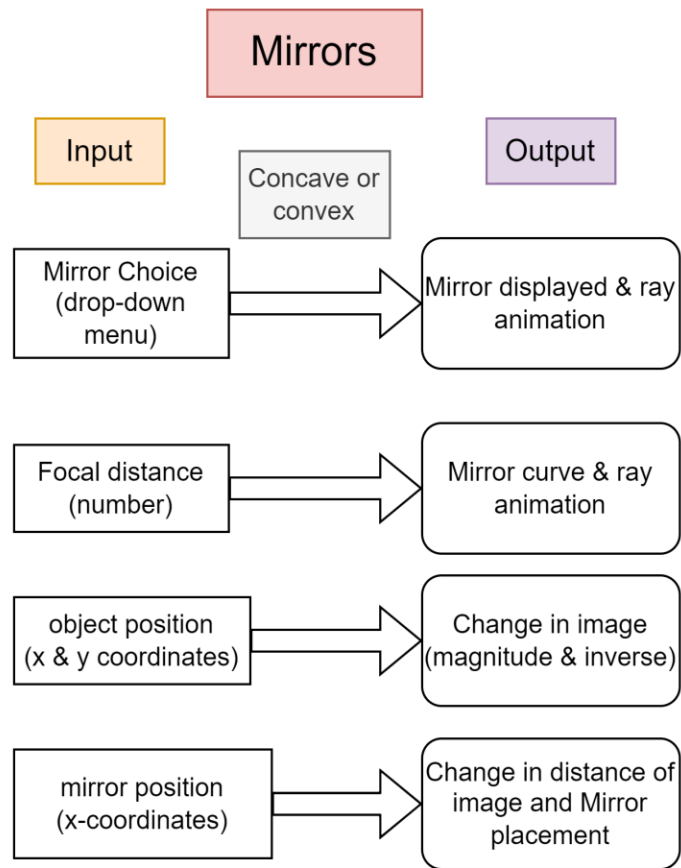 Mirrors
Input
Concave or
convex
Output
Mirror Choice
(drop-down
menu)
Mirror displayed & ray
animation
Focal distance
(number)
Mirror curve & ray
animation
object position
(x & y coordinates)
Change in image
(magnitude & inverse)
mirror position
(x-coordinates)
Change in distance of
image and Mirror
placement